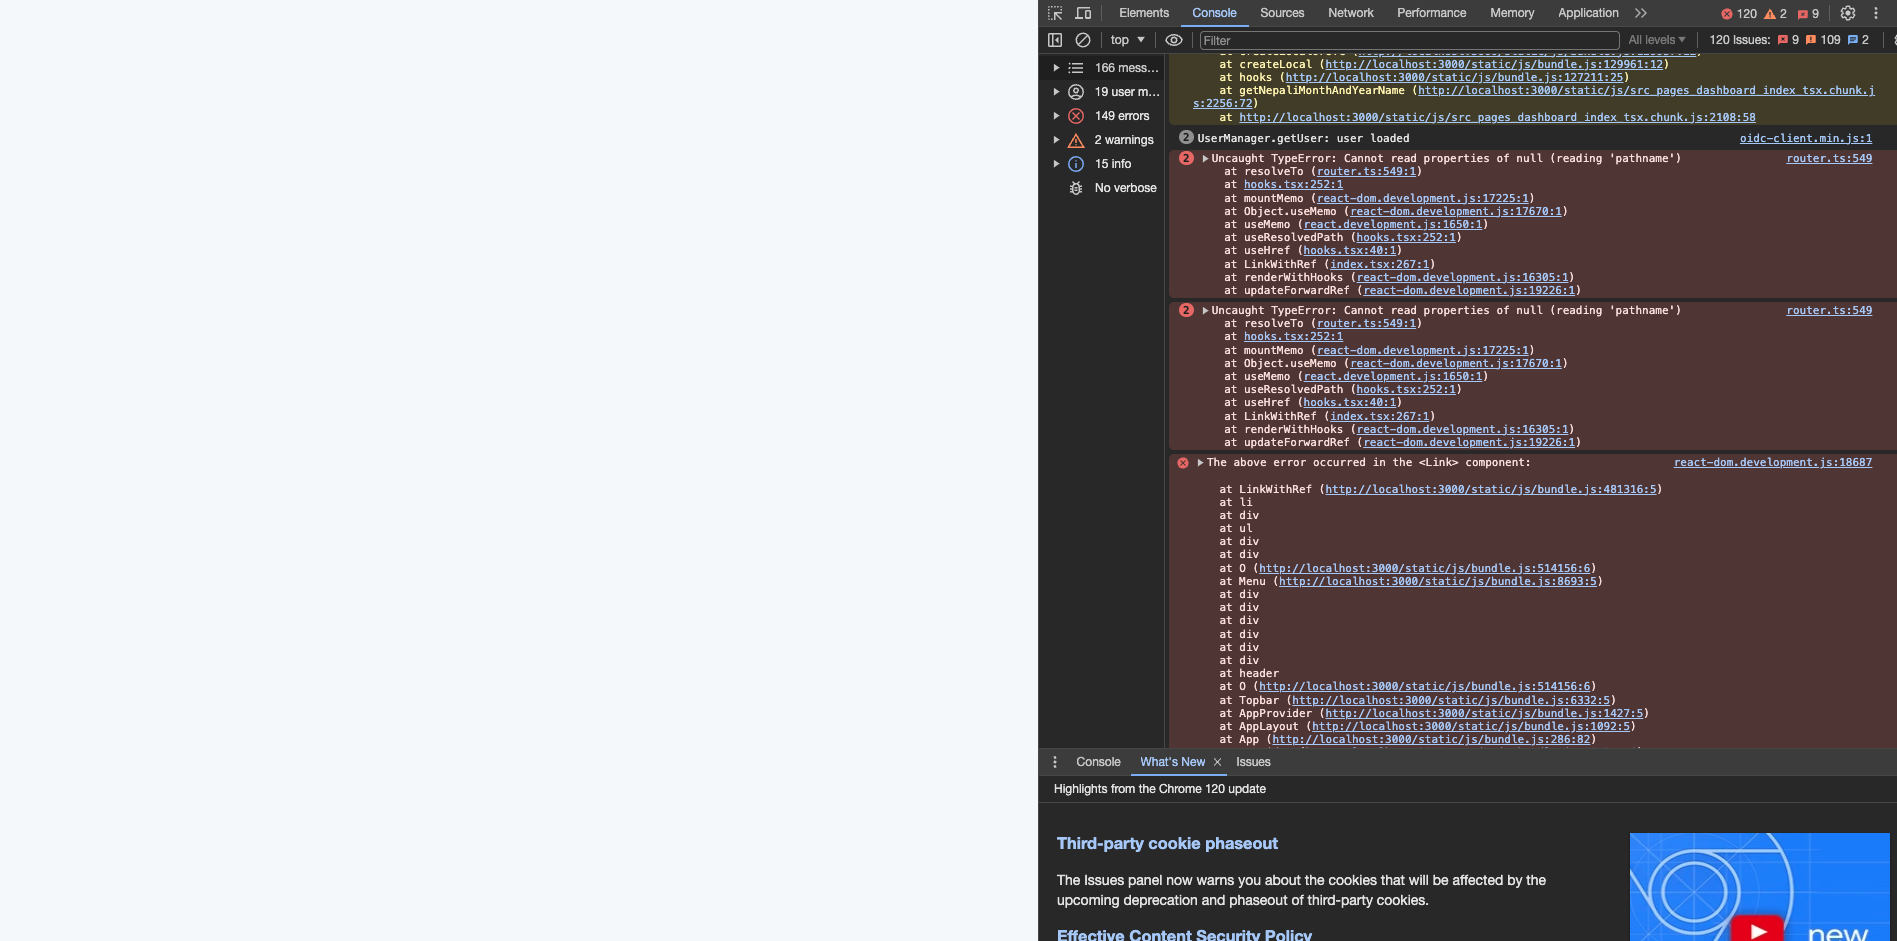 Elements Console Sources Network Performance Memory Application 120 2 9
top Filter All levels 120 Issues: 9 109 2
166 mess...
19 user m...
149 errors
2 warnings
15 info
No verbose
at createLocal (http://localhost:3000/static/js/bundle.js:129961:12)
at hooks (http://localhost:3000/static/js/bundle.js:127211:25)
at getNepaliMonthAndYearName (http://localhost:3000/static/js/src_pages_dashboard_index_tsx.chunk.j
s:2256:72)
at http://localhost:3000/static/js/src_pages_dashboard_index_tsx.chunk.js:2108:58
2 UserManager.getUser: user loaded oidc-client.min.js:1
2 Uncaught TypeError: Cannot read properties of null (reading 'pathname') router.ts:549
at resolveTo (router.ts:549:1)
at hooks.tsx:252:1
at mountMemo (react-dom.development.js:17225:1)
at Object.useMemo (react-dom.development.js:17670:1)
at useMemo (react.development.js:1650:1)
at useResolvedPath (hooks.tsx:252:1)
at useHref (hooks.tsx:40:1)
at LinkWithRef (index.tsx:267:1)
at renderWithHooks (react-dom.development.js:16305:1)
at updateForwardRef (react-dom.development.js:19226:1)
2 Uncaught TypeError: Cannot read properties of null (reading 'pathname') router.ts:549
at resolveTo (router.ts:549:1)
at hooks.tsx:252:1
at mountMemo (react-dom.development.js:17225:1)
at Object.useMemo (react-dom.development.js:17670:1)
at useMemo (react.development.js:1650:1)
at useResolvedPath (hooks.tsx:252:1)
at useHref (hooks.tsx:40:1)
at LinkWithRef (index.tsx:267:1)
at renderWithHooks (react-dom.development.js:16305:1)
at updateForwardRef (react-dom.development.js:19226:1)
The above error occurred in the <Link> component: react-dom.development.js:18687
at LinkWithRef (http://localhost:3000/static/js/bundle.js:481316:5)
at li
at div
at ul
at div
at div
at O (http://localhost:3000/static/js/bundle.js:514156:6)
at Menu (http://localhost:3000/static/js/bundle.js:8693:5)
at div
at div
at div
at div
at div
at div
at header
at O (http://localhost:3000/static/js/bundle.js:514156:6)
at Topbar (http://localhost:3000/static/js/bundle.js:6332:5)
at AppProvider (http://localhost:3000/static/js/bundle.js:1427:5)
at AppLayout (http://localhost:3000/static/js/bundle.js:1092:5)
at App (http://localhost:3000/static/js/bundle.js:286:82)
Console What's New Issues
Highlights from the Chrome 120 update
Third-party cookie phaseout
The Issues panel now warns you about the cookies that will be affected by the
upcoming deprecation and phaseout of third-party cookies.
Effective Content Security Policy
new